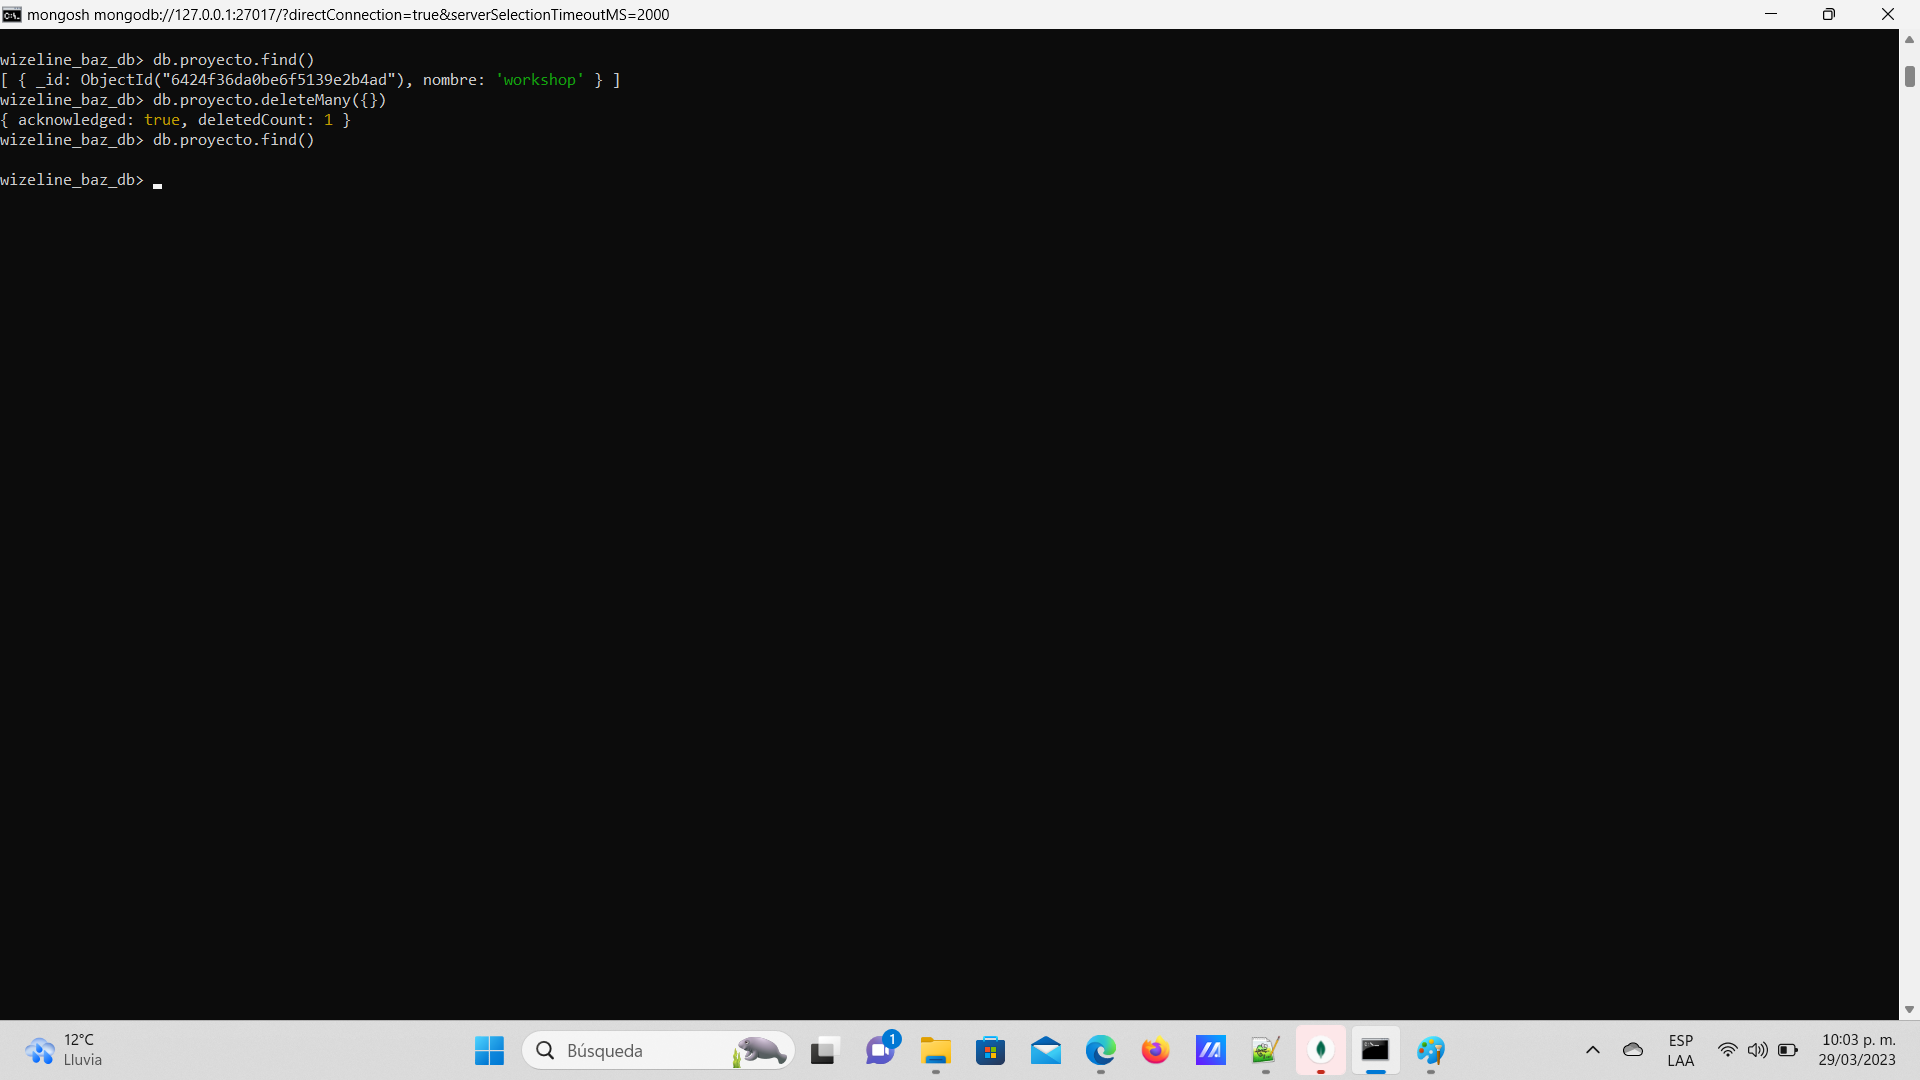 mongosh mongodb://127.0.0.1:27017/?directConnection=true&serverSelectionTimeoutMS=2000
wizeline_baz_db> db.proyecto.find()
[ { _id: ObjectId("6424f36da0be6f5139e2b4ad"), nombre: 'workshop' } ]
wizeline_baz_db> db.proyecto.deleteMany({})
{ acknowledged: true, deletedCount: 1 }
wizeline_baz_db> db.proyecto.find()
wizeline_baz_db>
12°C
Lluvia
Búsqueda
1
ESP
LAA
10:03 p. m.
29/03/2023